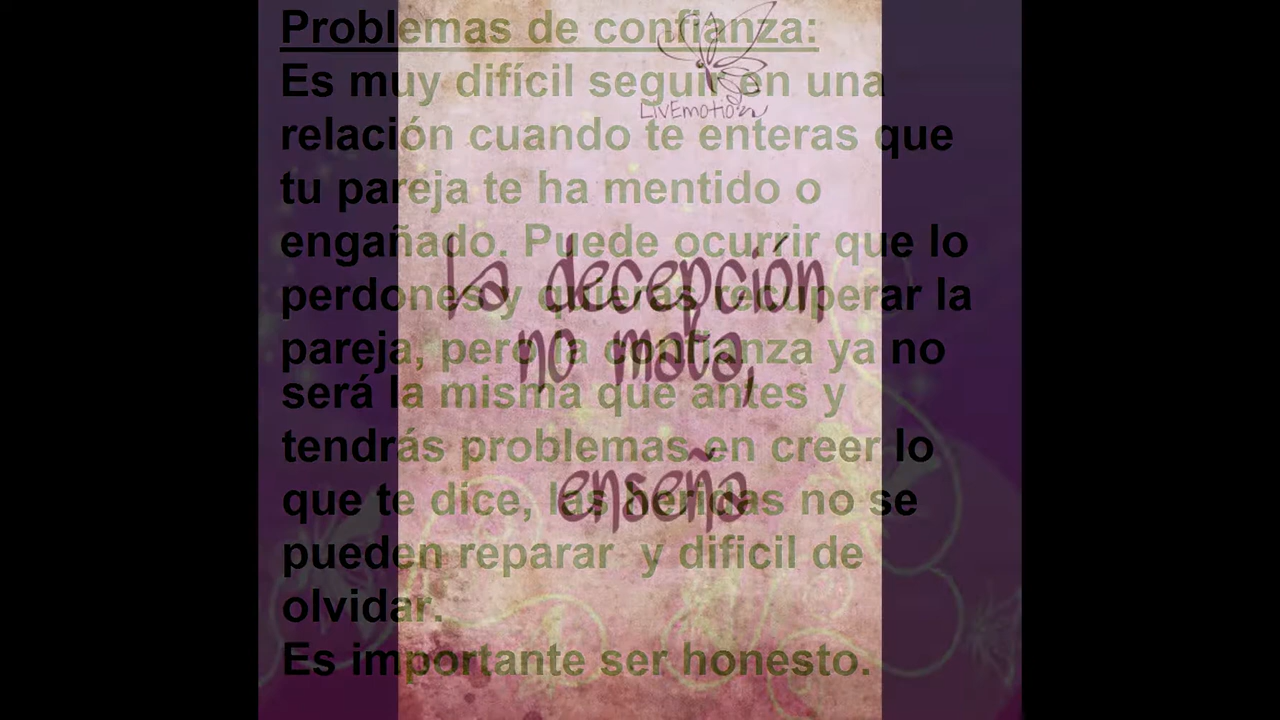 Problemas de confianza:
Es muy difícil seguir en una
relación cuando te enteras que
tu pareja te ha mentido o
engañado. Puede ocurrir que lo
perdones y quieras recuperar la
pareja, pero la confianza ya no
será la misma que antes y
tendrás problemas en creer lo
que te dice, las heridas no se
pueden reparar y dificil de
olvidar.
Es importante ser honesto.
LivEmotion
La decepción
no mata,
enseña